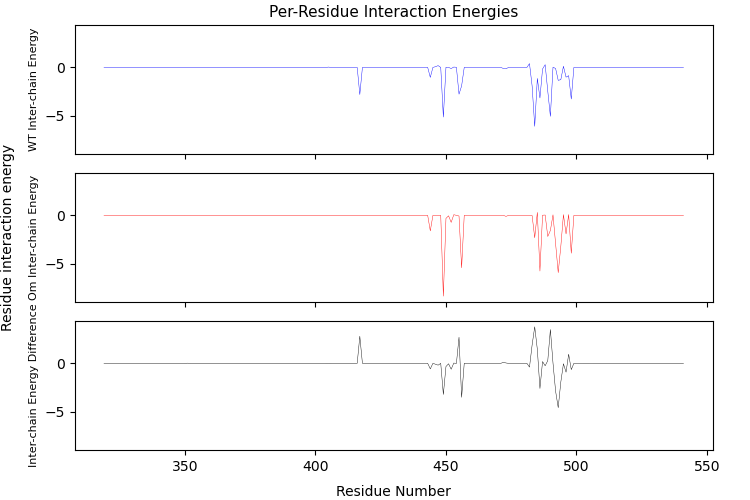 Per-Residue Interaction Energies
Residue interaction energy
WT Inter-chain Energy
0
−5
Om Inter-chain Energy
0
−5
Inter-chain Energy Difference
0
−5
350
400
450
500
550
Residue Number